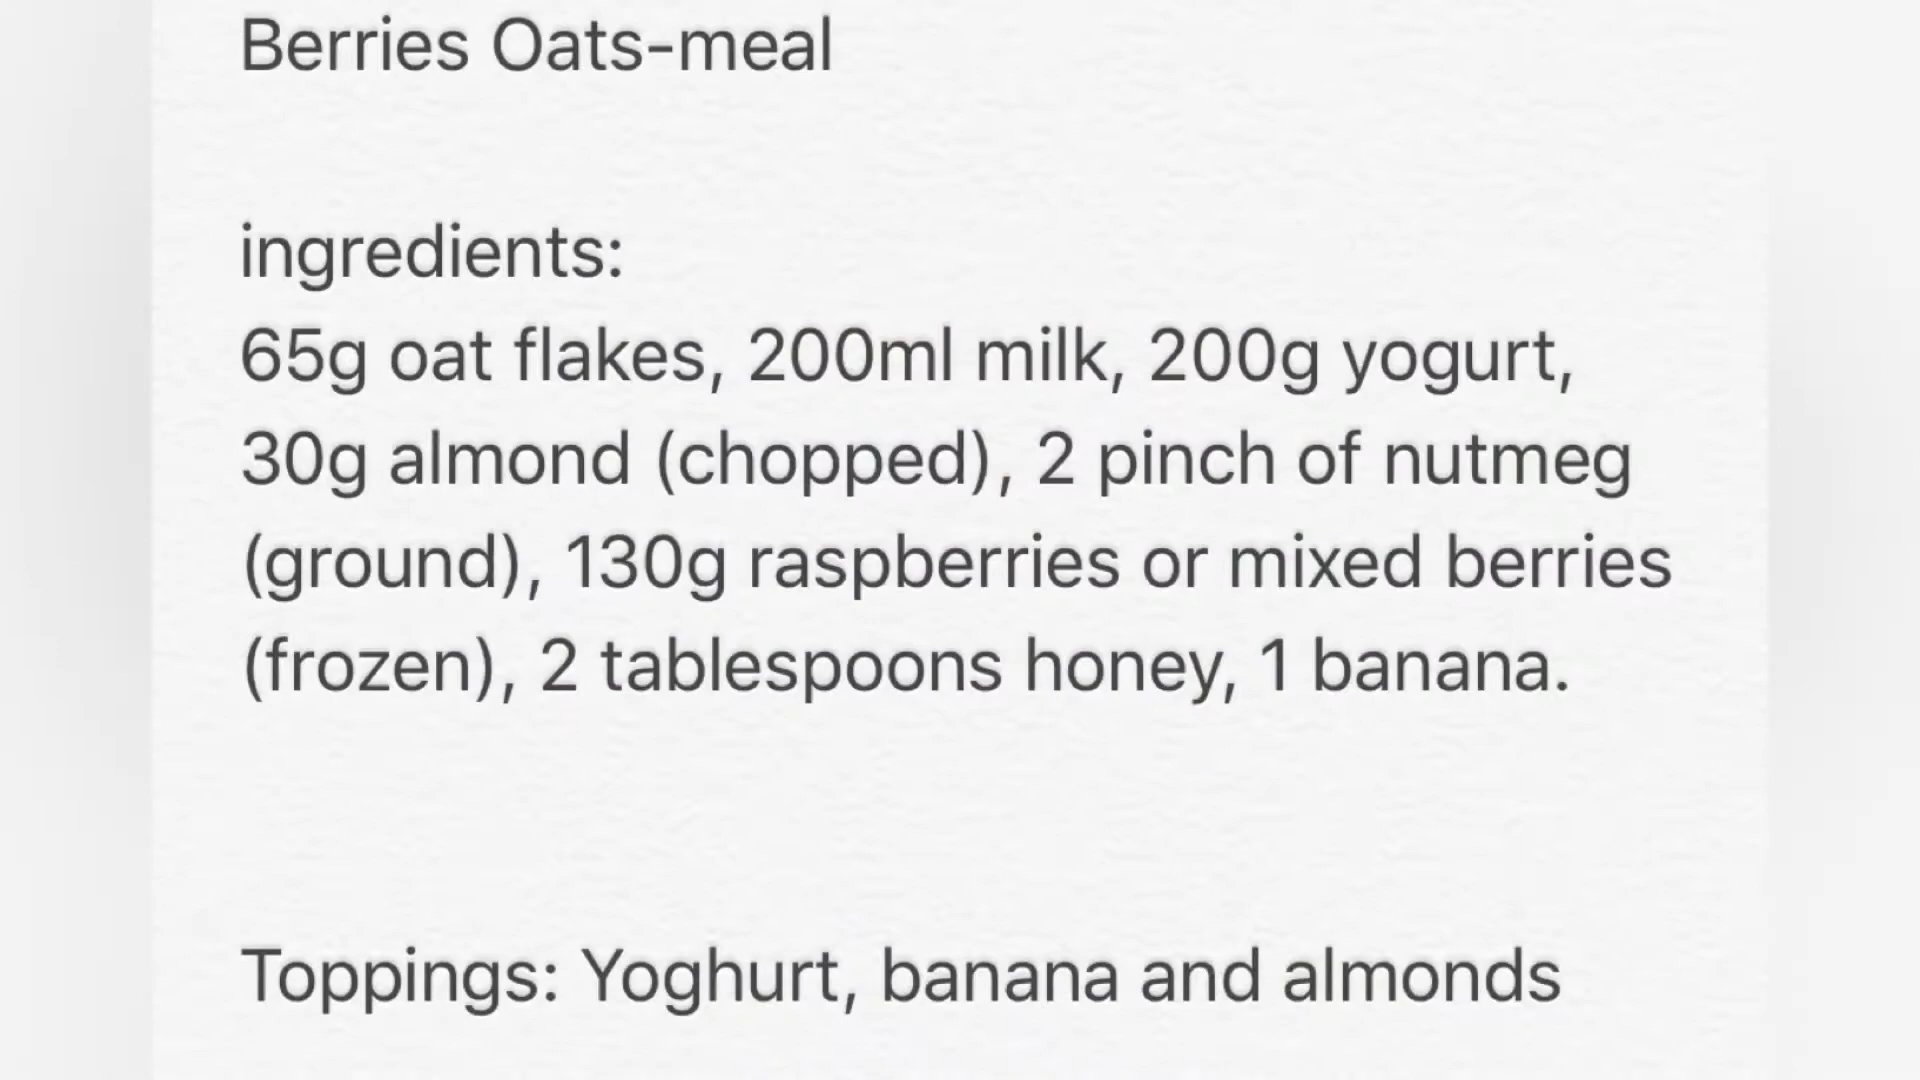 Berries Oats-meal
ingredients:
65g oat flakes, 200ml milk, 200g yogurt,
30g almond (chopped), 2 pinch of nutmeg
(ground), 130g raspberries or mixed berries
(frozen), 2 tablespoons honey, 1 banana.
Toppings: Yoghurt, banana and almonds